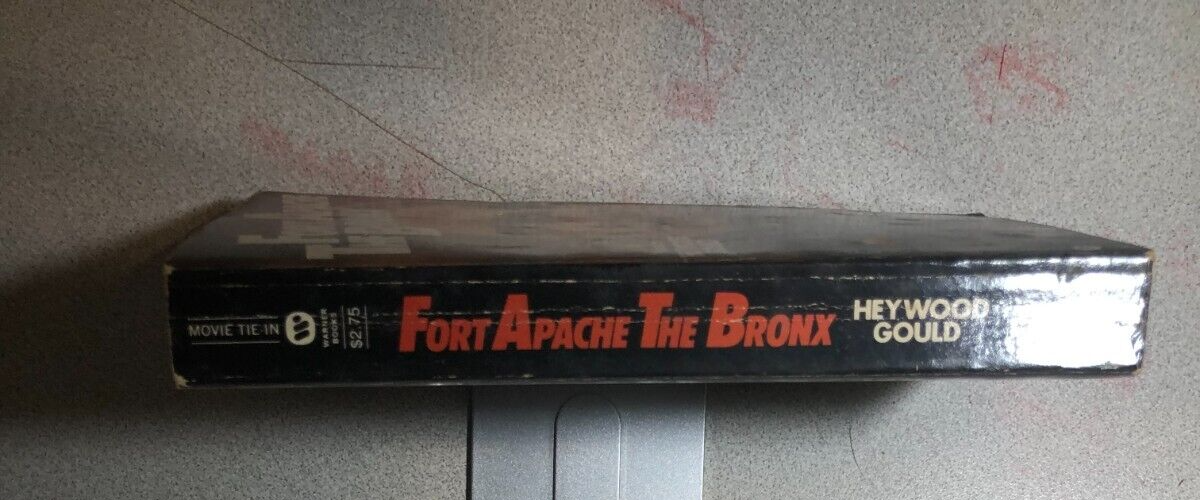 MOVIE TIE-IN
WARNER
BOOKS
$2.75
FORT APACHE THE BRONX
HEYWOOD
GOULD